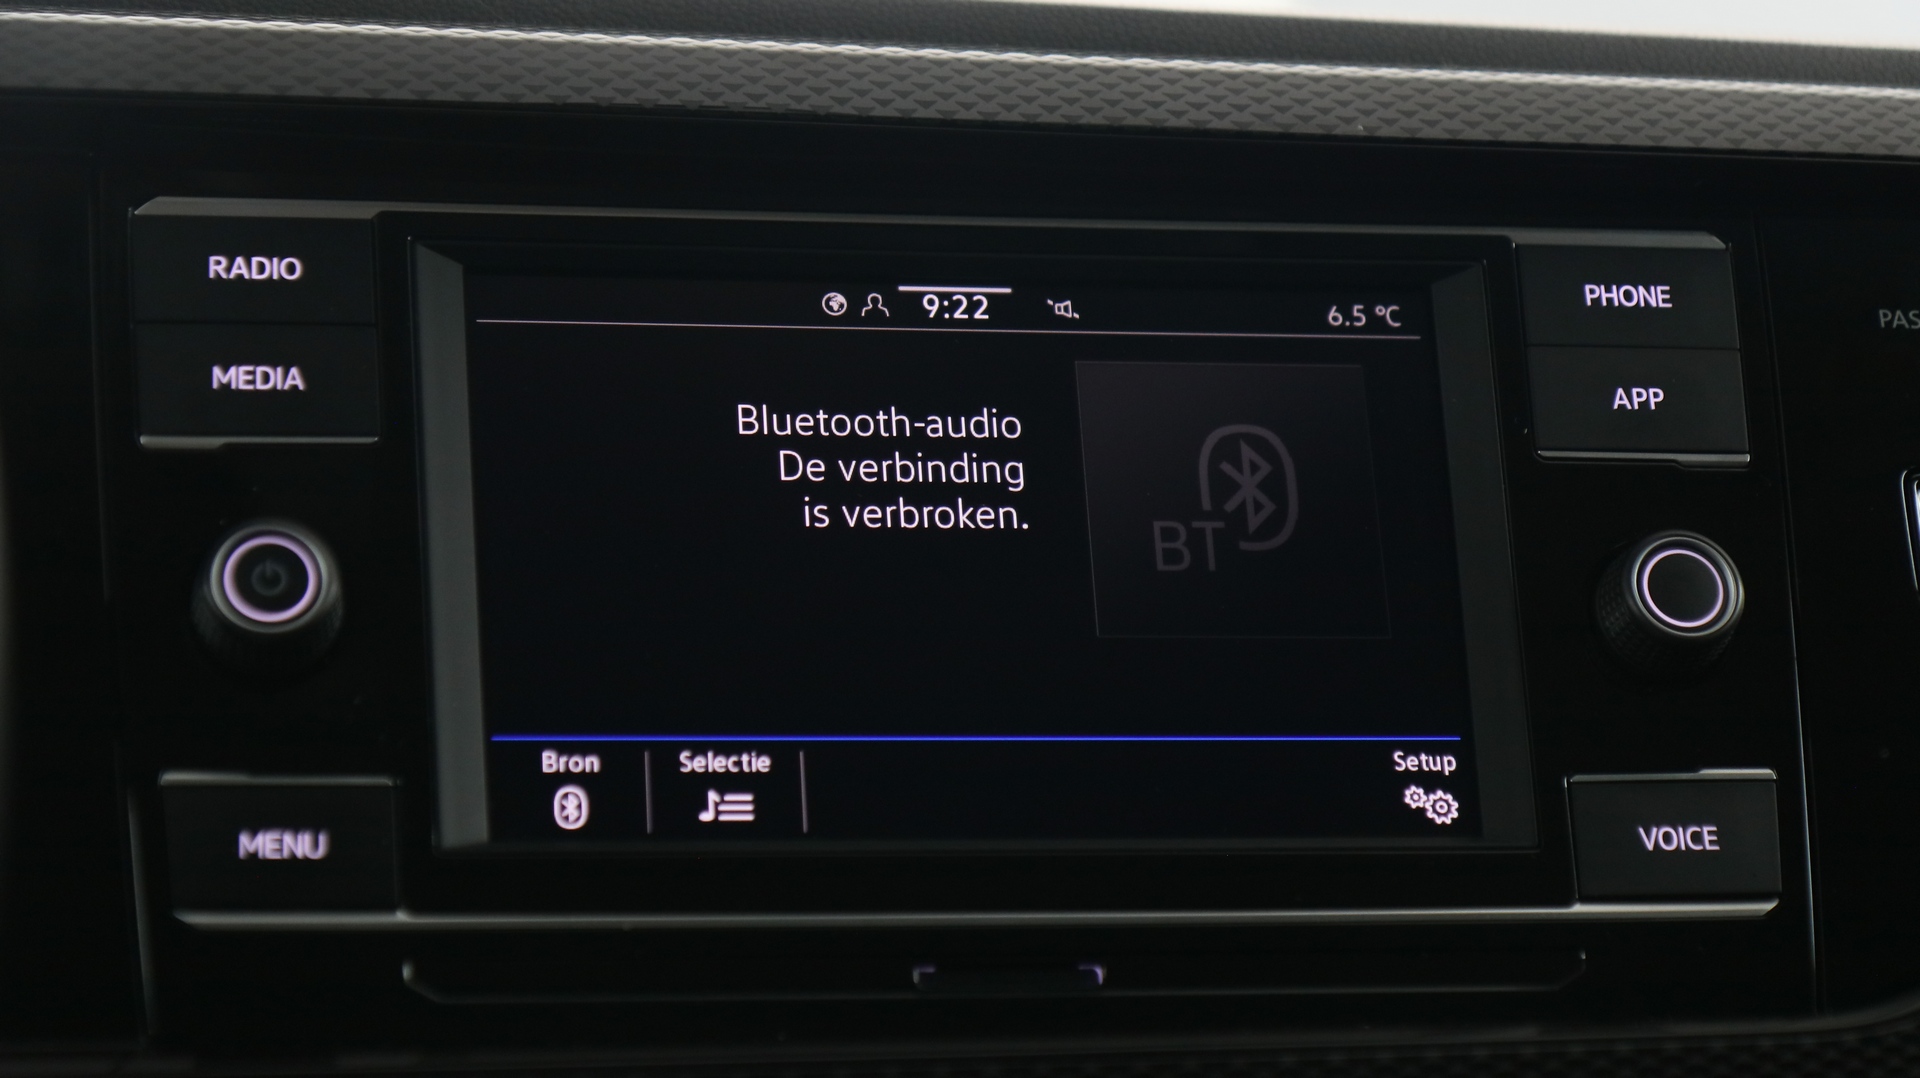 RADIO
MEDIA
MENU
9:22
6.5 °C
Bluetooth-audio
De verbinding
is verbroken.
BT
Bron
Selectie
Setup
PHONE
APP
VOICE
PAS